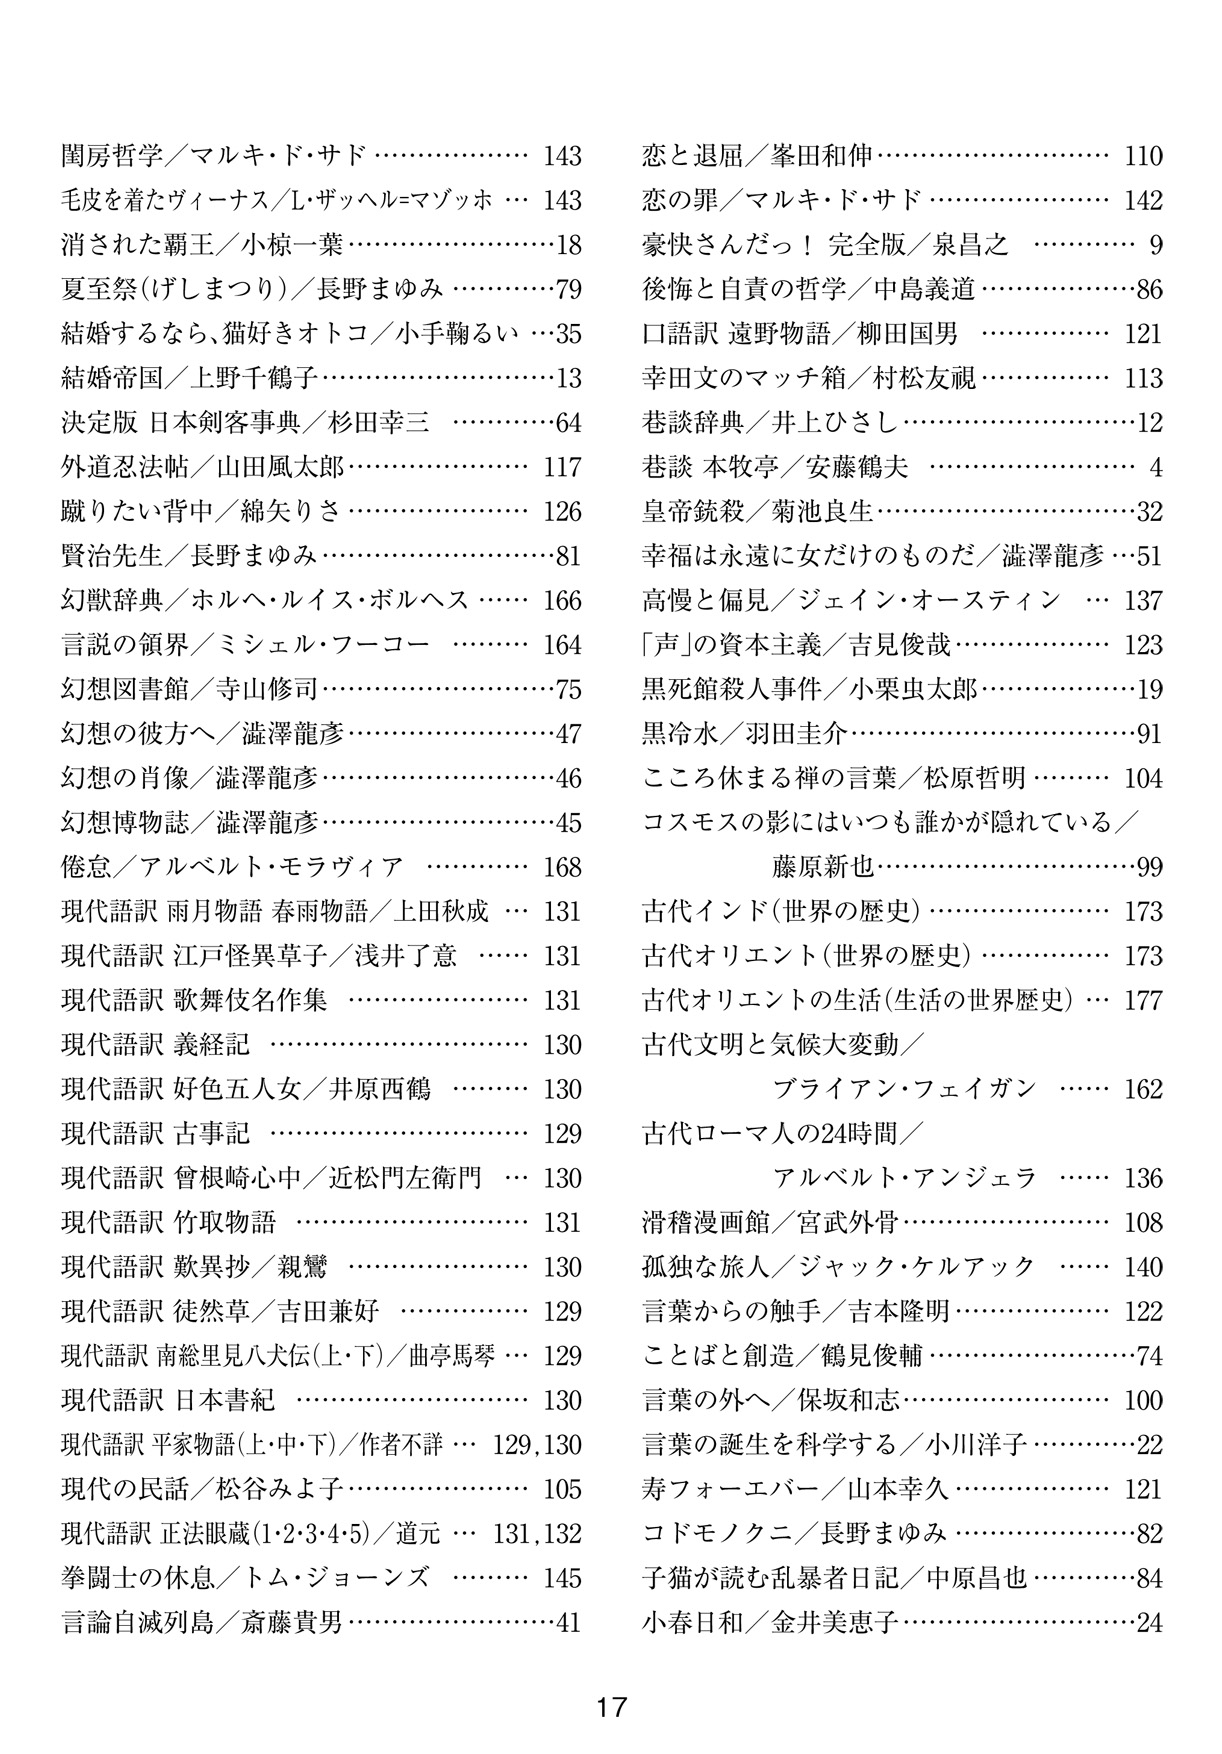 閨房哲学／マルキ・ド・サド ……………… 143
毛皮を着たヴィーナス／L・ザッヘル=マゾッホ … 143
消された覇王／小椋一葉……………………18
夏至祭（げしまつり）／長野まゆみ …………79
結婚するなら、猫好きオトコ／小手鞠るい …35
結婚帝国／上野千鶴子………………………13
決定版 日本剣客事典／杉田幸三 …………64
外道忍法帖／山田風太郎………………… 117
蹴りたい背中／綿矢りさ ………………… 126
賢治先生／長野まゆみ………………………81
幻獣辞典／ホルヘ・ルイス・ボルヘス …… 166
言説の領界／ミシェル・フーコー ……… 164
幻想図書館／寺山修司………………………75
幻想の彼方へ／澁澤龍彥……………………47
幻想の肖像／澁澤龍彥………………………46
幻想博物誌／澁澤龍彥………………………45
倦怠／アルベルト・モラヴィア ………… 168
現代語訳 雨月物語 春雨物語／上田秋成 … 131
現代語訳 江戸怪異草子／浅井了意 …… 131
現代語訳 歌舞伎名作集 ………………… 131
現代語訳 義経記 ………………………… 130
現代語訳 好色五人女／井原西鶴 ……… 130
現代語訳 古事記 ………………………… 129
現代語訳 曾根崎心中／近松門左衛門 … 130
現代語訳 竹取物語 ……………………… 131
現代語訳 歎異抄／親鸞 ………………… 130
現代語訳 徒然草／吉田兼好 …………… 129
現代語訳 南総里見八犬伝（上・下）／曲亭馬琴 … 129
現代語訳 日本書紀 ……………………… 130
現代語訳 平家物語（上・中・下）／作者不詳 … 129,130
現代の民話／松谷みよ子………………… 105
現代語訳 正法眼蔵（1・2・3・4・5）／道元 … 131,132
拳闘士の休息／トム・ジョーンズ ……… 145
言論自滅列島／斎藤貴男……………………41
恋と退屈／峯田和伸……………………… 110
恋の罪／マルキ・ド・サド ………………… 142
豪快さんだっ！ 完全版／泉昌之 ………… 9
後悔と自責の哲学／中島義道………………86
口語訳 遠野物語／柳田国男 …………… 121
幸田文のマッチ箱／村松友視…………… 113
巷談辞典／井上ひさし………………………12
巷談 本牧亭／安藤鶴夫 …………………… 4
皇帝銃殺／菊池良生…………………………32
幸福は永遠に女だけのものだ／澁澤龍彥 …51
高慢と偏見／ジェイン・オースティン … 137
「声」の資本主義／吉見俊哉……………… 123
黒死館殺人事件／小栗虫太郎………………19
黒冷水／羽田圭介……………………………91
こころ休まる禅の言葉／松原哲明 ……… 104
コスモスの影にはいつも誰かが隠れている／
藤原新也…………………………99
古代インド（世界の歴史） ………………… 173
古代オリエント（世界の歴史） …………… 173
古代オリエントの生活（生活の世界歴史） … 177
古代文明と気候大変動／
ブライアン・フェイガン …… 162
古代ローマ人の24時間／
アルベルト・アンジェラ …… 136
滑稽漫画館／宮武外骨…………………… 108
孤独な旅人／ジャック・ケルアック …… 140
言葉からの触手／吉本隆明……………… 122
ことばと創造／鶴見俊輔……………………74
言葉の外へ／保坂和志…………………… 100
言葉の誕生を科学する／小川洋子…………22
寿フォーエバー／山本幸久……………… 121
コドモノクニ／長野まゆみ …………………82
子猫が読む乱暴者日記／中原昌也…………84
小春日和／金井美恵子………………………24
17